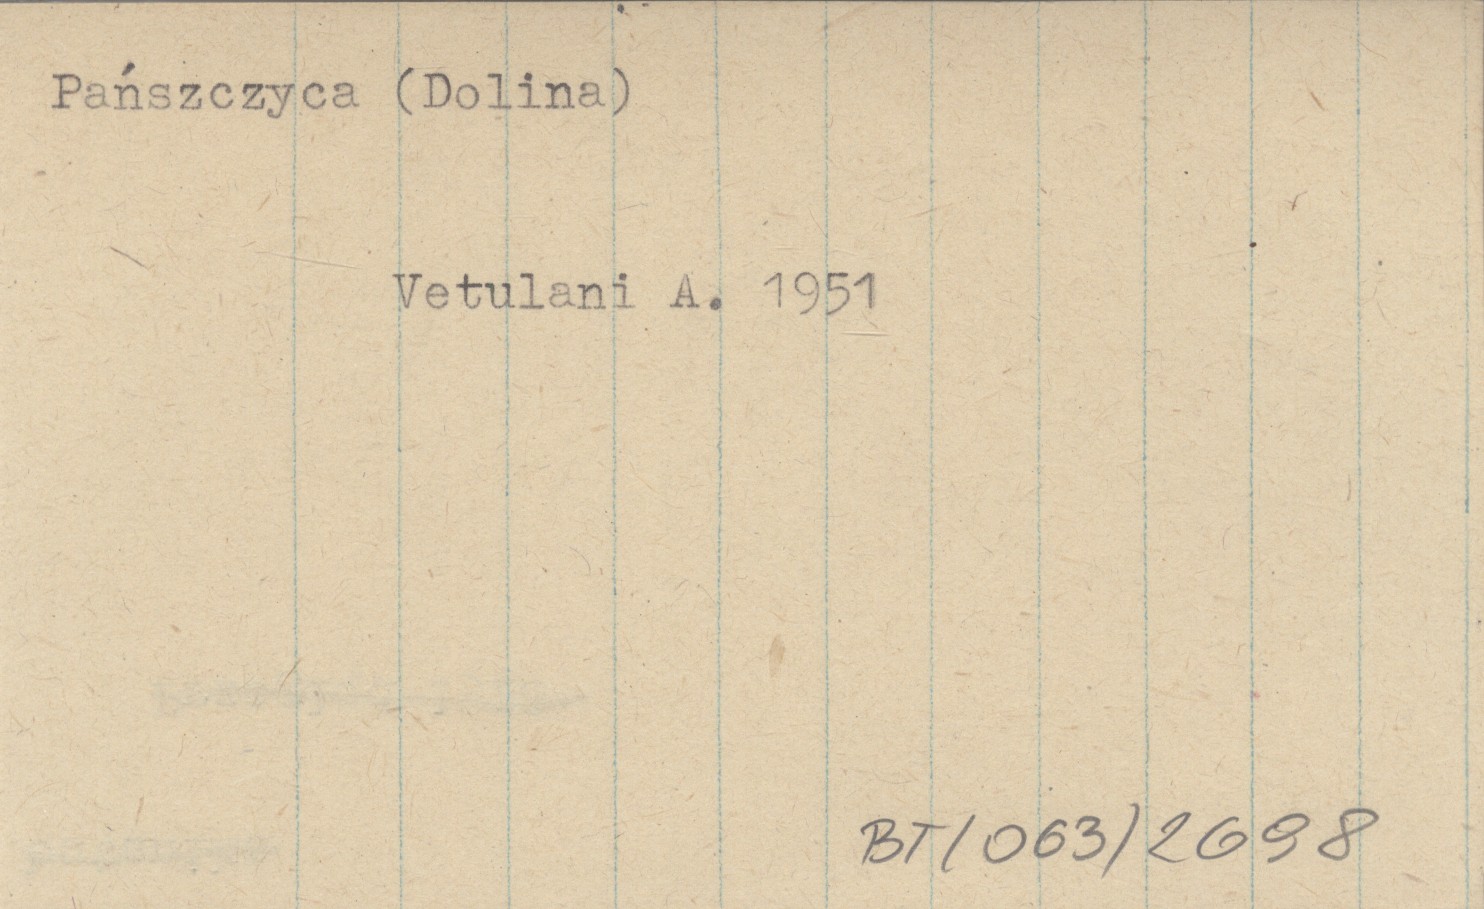 Pańszczyca (Dolina)
Vetulani A. 1951
BT/063/2698